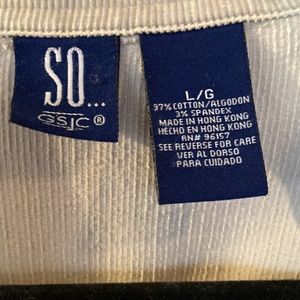 SO...
GSJC®
L/G
97% COTTON/ALGODON
3% SPANDEX
MADE IN HONG KONG
HECHO EN HONG KONG
RN# 96157
SEE REVERSE FOR CARE
VER AL DORSO
PARA CUIDADO